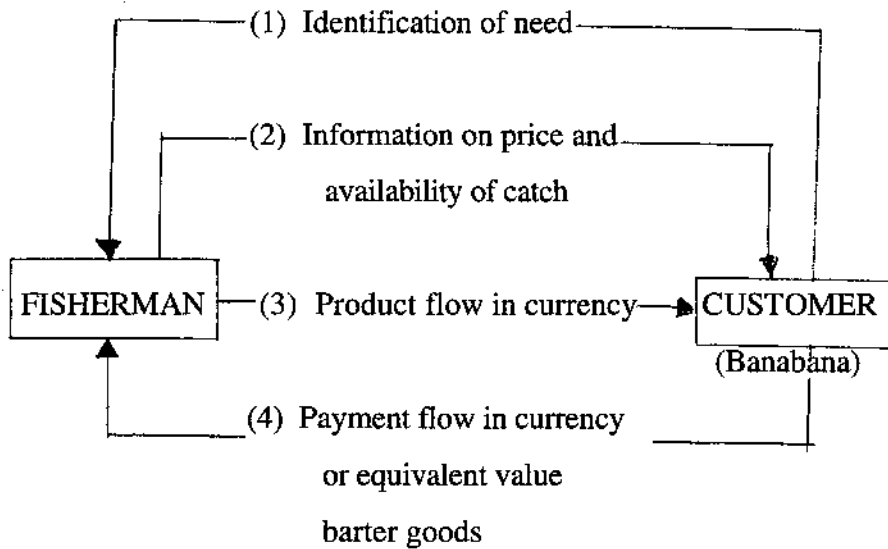 (1) Identification of need
(2) Information on price and
availability of catch
FISHERMAN
(3) Product flow in currency
CUSTOMER
(Banabana)
(4) Payment flow in currency
or equivalent value
barter goods